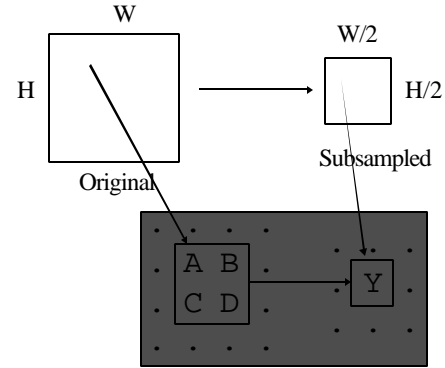 W
W/2
H
H/2
Original
Subsampled
A B
C D
Y